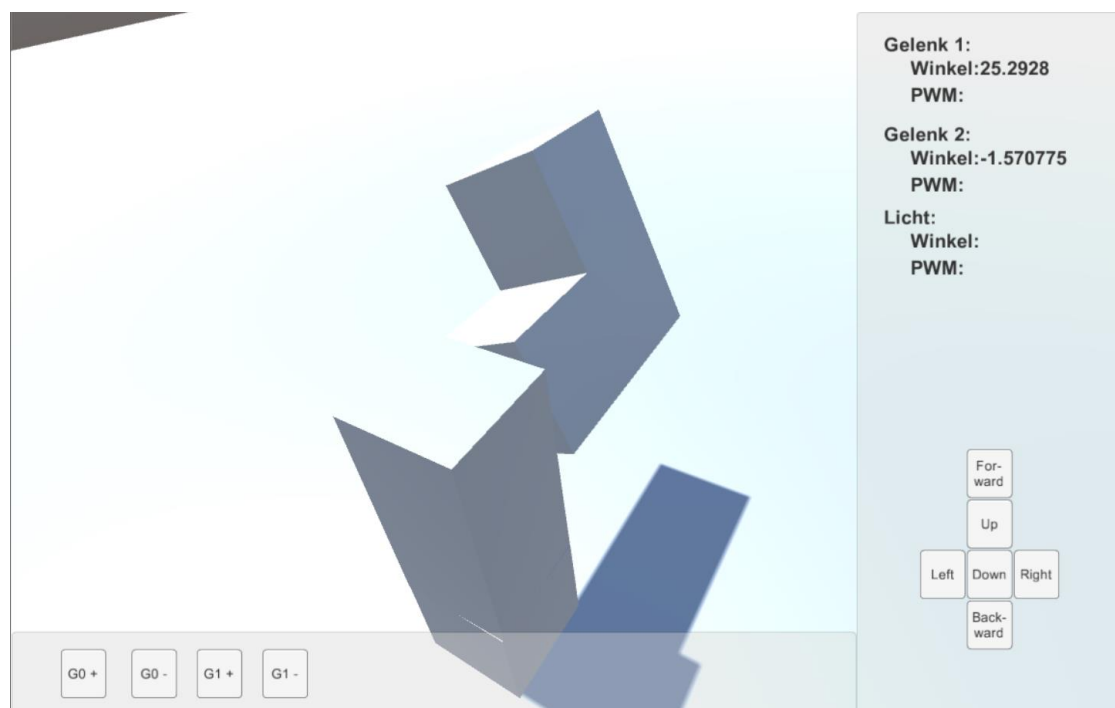 Gelenk 1:
Winkel:25.2928
PWM:
Gelenk 2:
Winkel:-1.570775
PWM:
Licht:
Winkel:
PWM:
For-
ward
Up
Left
Down
Right
Back-
ward
G0 +
G0 -
G1 +
G1 -